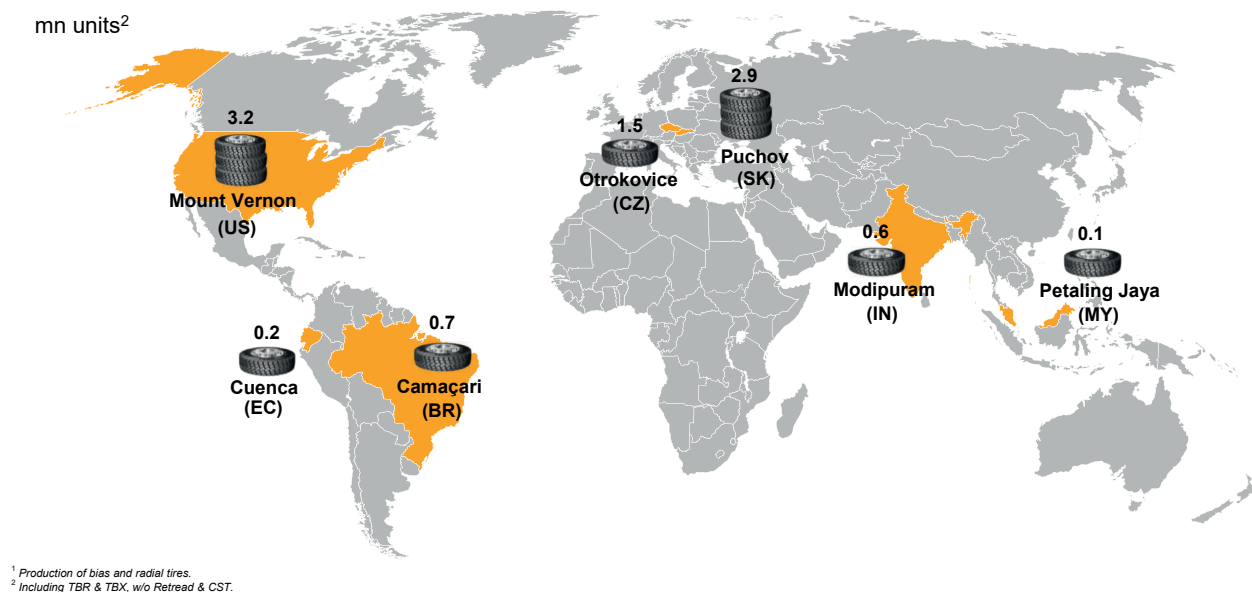 mn units2
3.2
Mount Vernon
(US)
0.2
Cuenca
(EC)
0.7
Camaçari
(BR)
1.5
Otrokovice
(CZ)
2.9
Puchov
(SK)
0.6
Modipuram
(IN)
0.1
Petaling Jaya
(MY)
1 Production of bias and radial tires.
2 Including TBR & TBX, w/o Retread & CST.